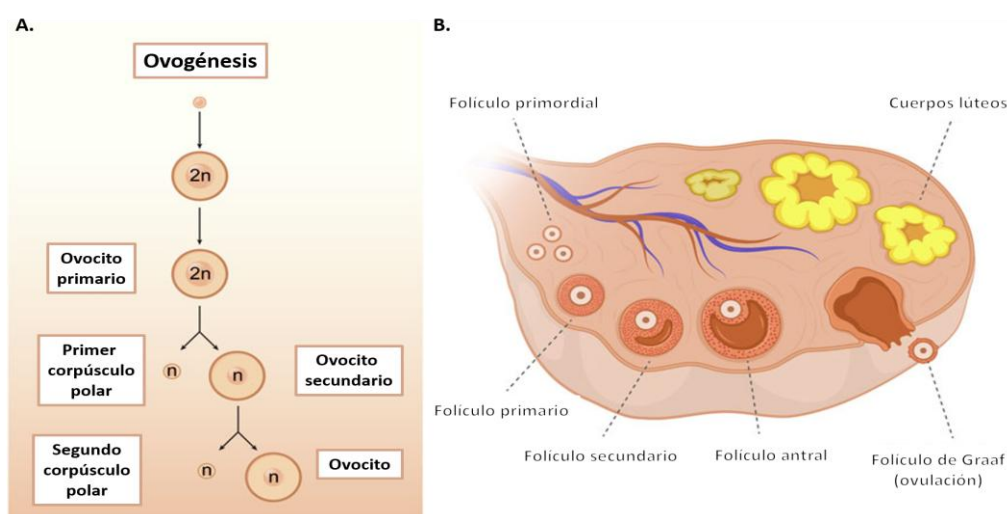 A.
Ovogénesis
2n
Ovocito
primario
2n
Primer
corpúsculo
polar
n
n
Ovocito
secundario
Segundo
corpúsculo
polar
n
n
Ovocito
B.
Folículo primordial
Cuerpos lúteos
Folículo primario
Folículo secundario
Folículo antral
Folículo de Graaf
(ovulación)